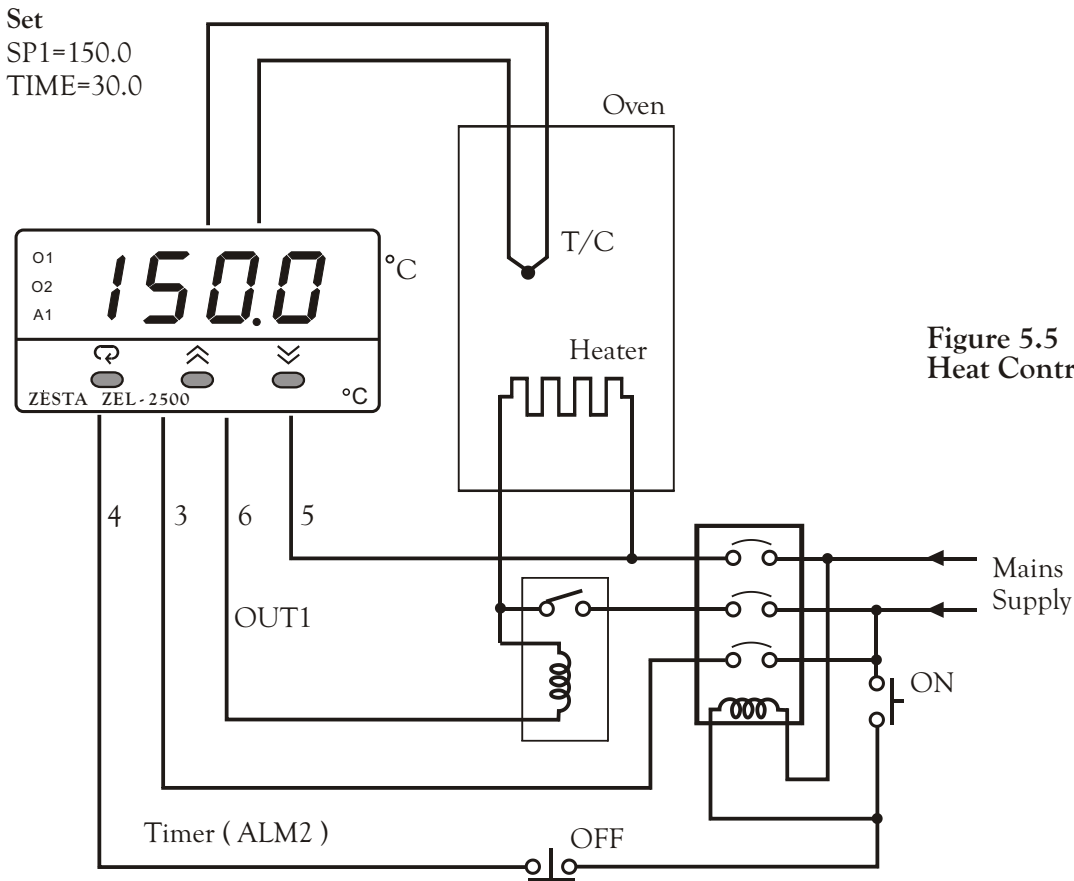 Set
SP1=150.0
TIME=30.0
Oven
T/C
O1
O2
A1
150.0
°C
Heater
Figure 5.5
Heat Contr
ZĖSTA ZEL-2500
°C
4
3
6
5
Mains
Supply
OUT1
ON
Timer ( ALM2 )
OFF